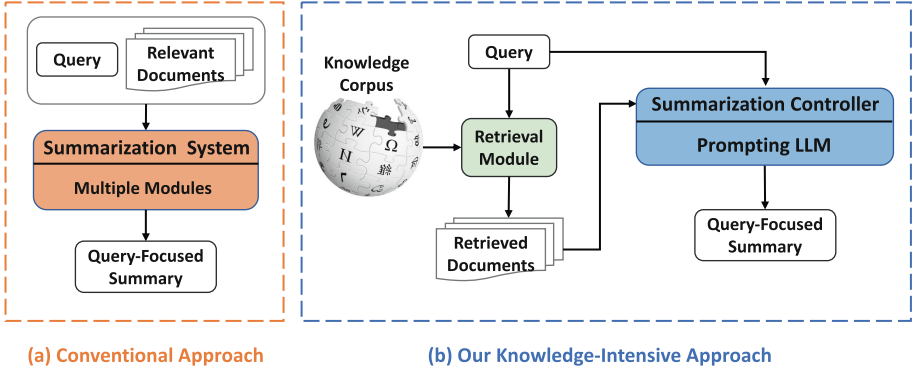 Query
Relevant
Documents
Summarization System
Multiple Modules
Query-Focused
Summary
(a) Conventional Approach
Knowledge
Corpus
W
Ω
N
Query
Retrieval
Module
Retrieved
Documents
Summarization Controller
Prompting LLM
Query-Focused
Summary
(b) Our Knowledge-Intensive Approach